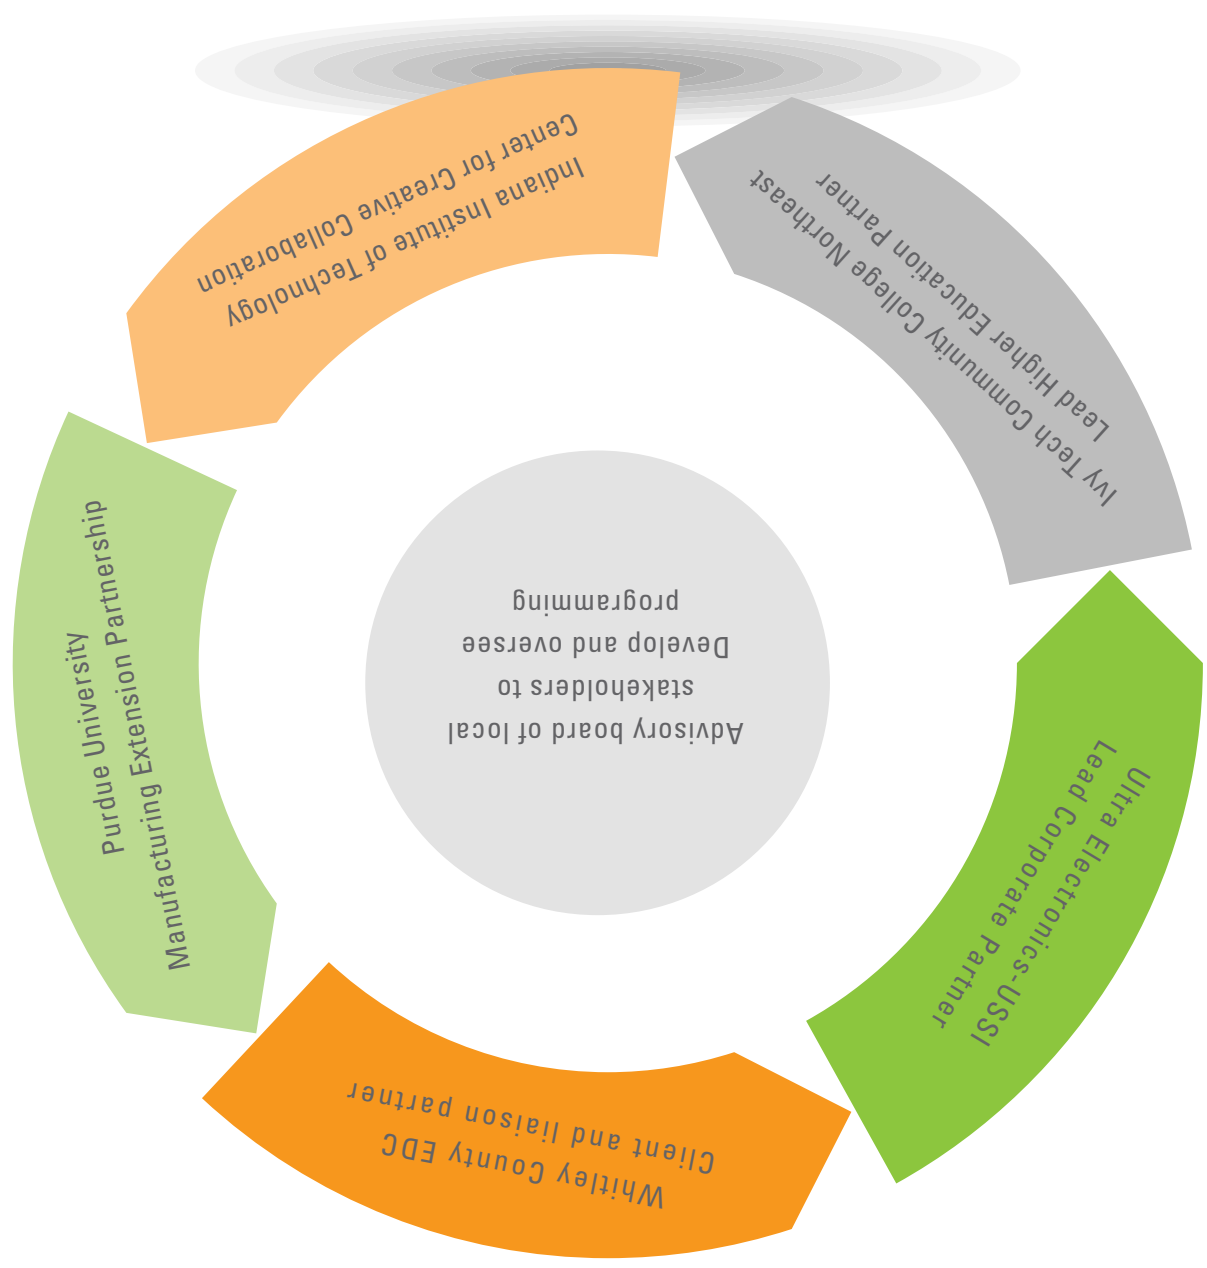 Whitley County EDC
Client and liaison partner
Purdue University
Manufacturing Extension Partnership
Indiana Institute of Technology
Center for Creative Collaboration
Ivy Tech Community College Northeast
Lead Higher Education Partner
Ultra Electronics-USSI
Lead Corporate Partner
Advisory board of local
stakeholders to
Develop and oversee
programming